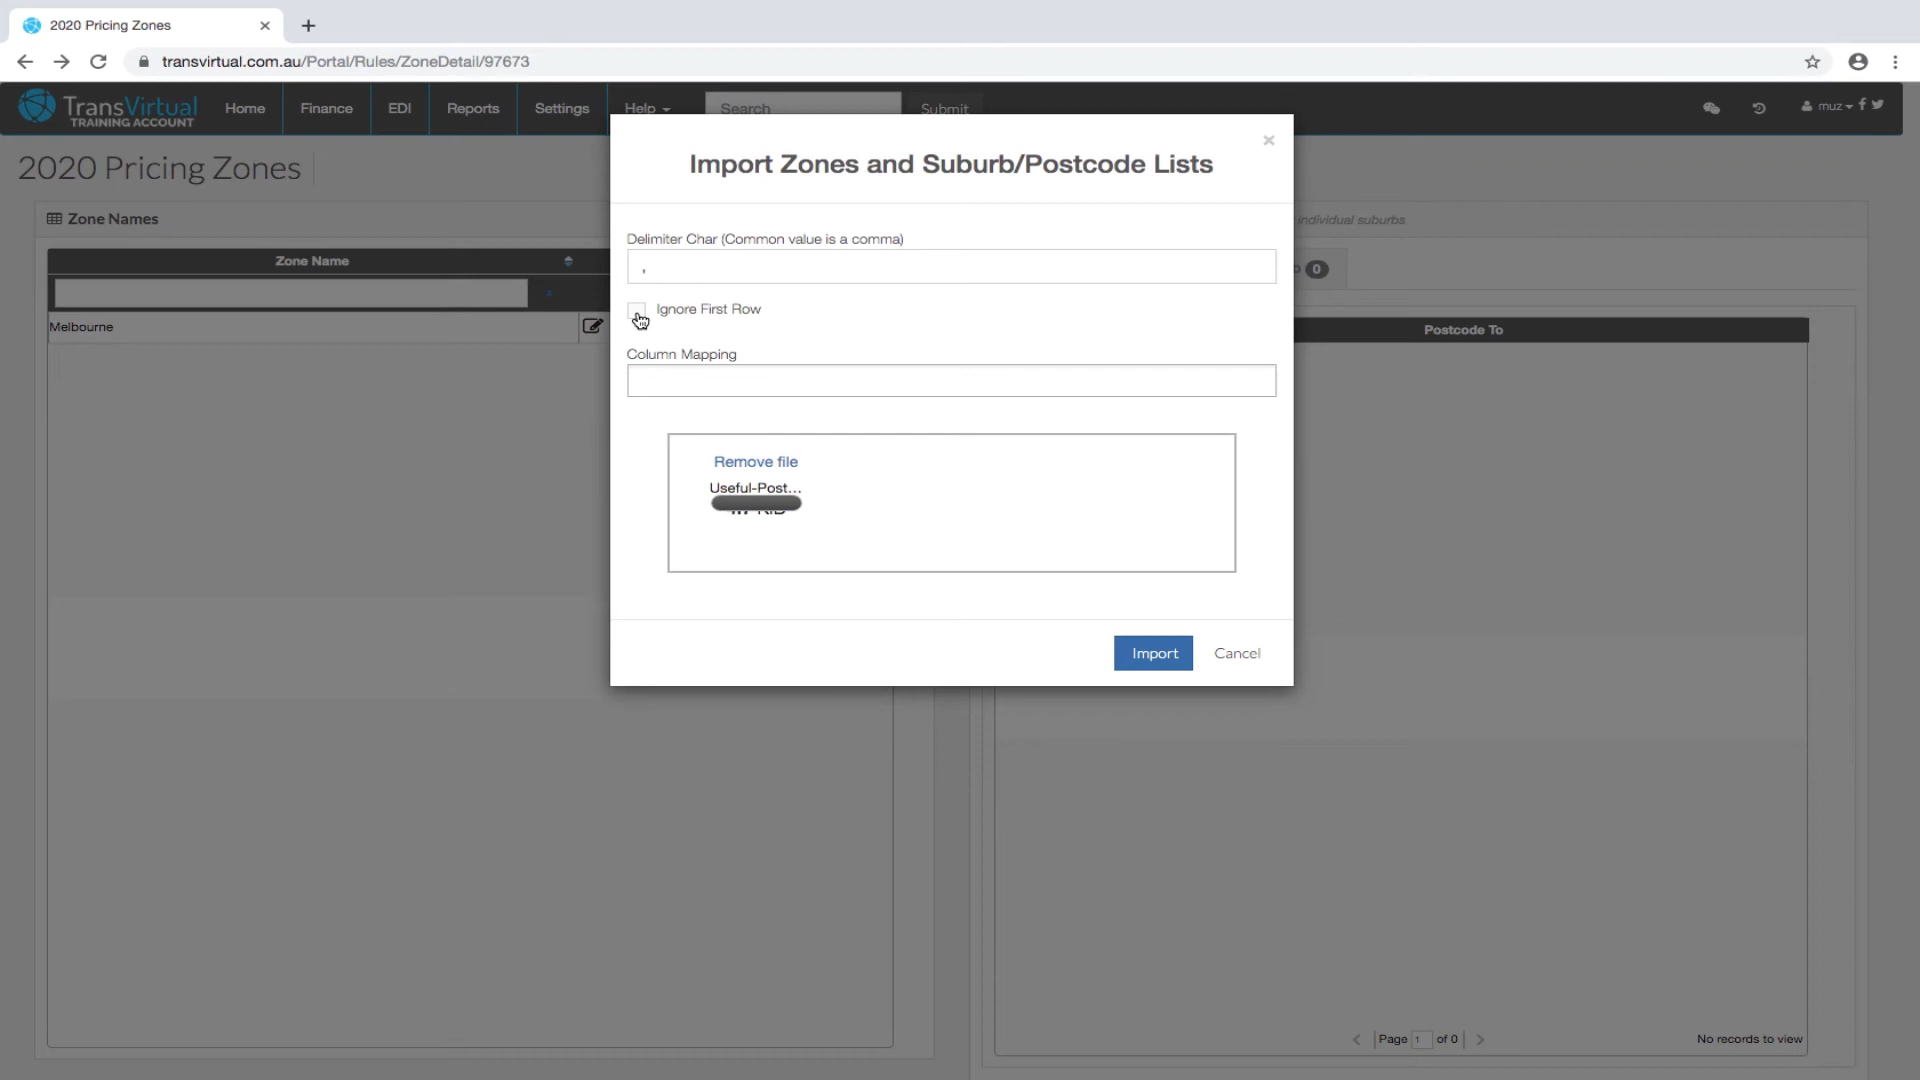 2020 Pricing Zones
transvirtual.com.au/Portal/Rules/ZoneDetail/97673
TransVirtual
TRAINING ACCOUNT
Home
Finance
EDI
Reports
Settings
Help
Search
Submit
muz
2020 Pricing Zones
Zone Names
Zone Name
Melbourne
Import Zones and Suburb/Postcode Lists
Delimiter Char (Common value is a comma)
,
Ignore First Row
Column Mapping
Remove file
Useful-Post...
Import
Cancel
individual suburbs.
0
Postcode To
Page 1 of 0
No records to view